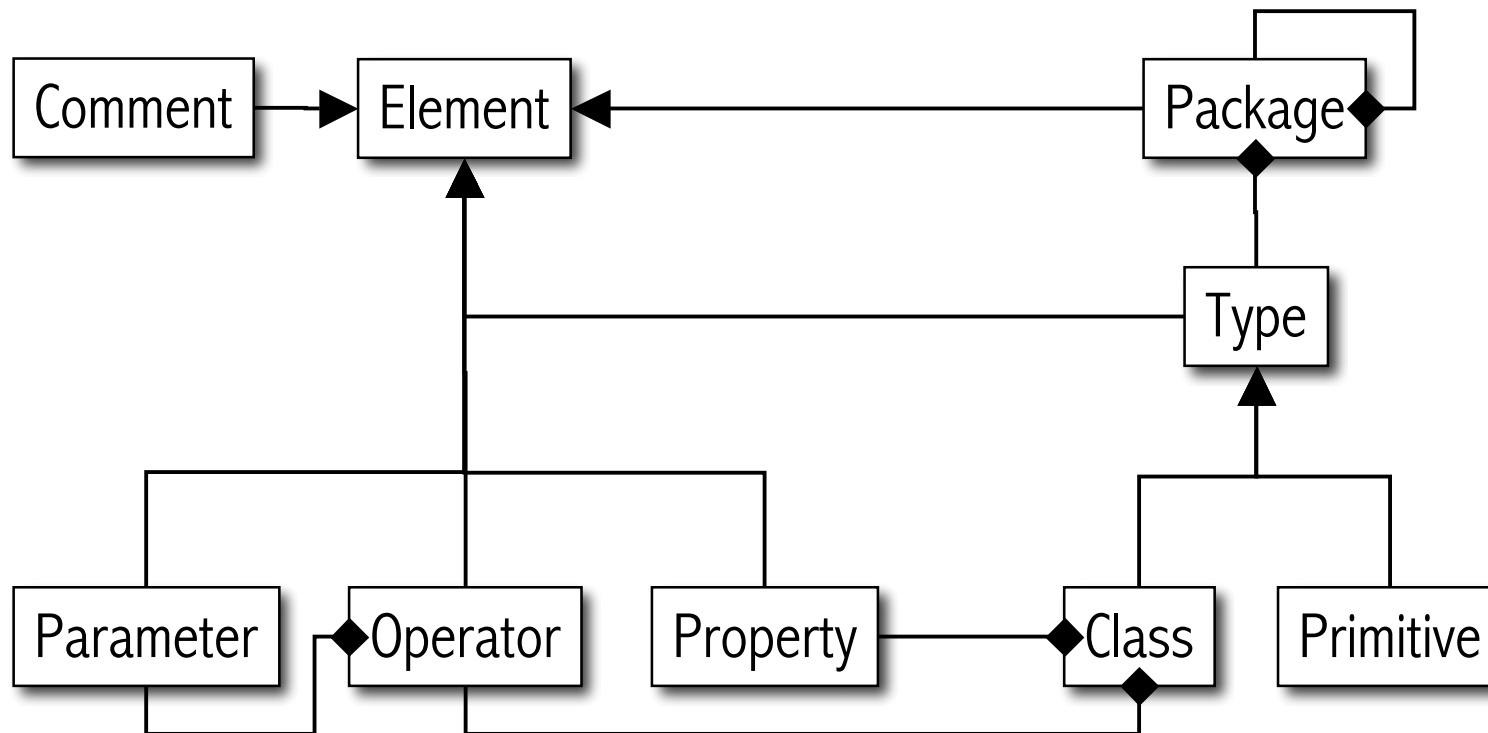 Comment
Element
Package
Type
Parameter
Operator
Property
Class
Primitive